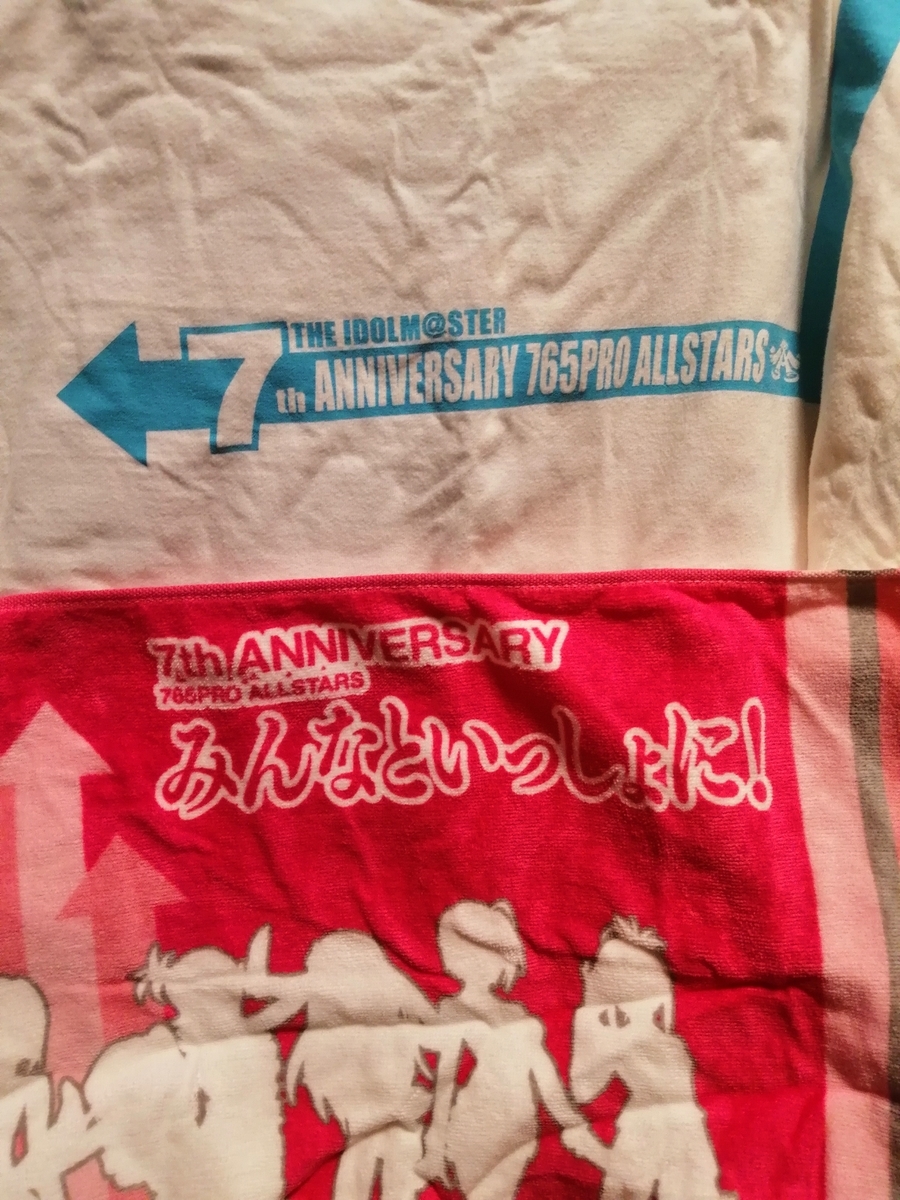 THE IDOLM@STER
7th ANNIVERSARY 765PRO ALLSTARS
7th ANNIVERSARY
765PRO ALLSTARS
みんなといっしょに!